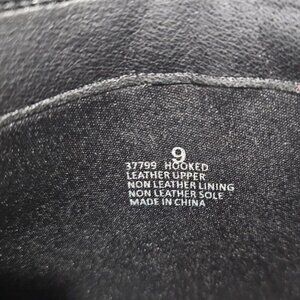 9
37799 HOOKED
LEATHER UPPER
NON LEATHER LINING
NON LEATHER SOLE
MADE IN CHINA